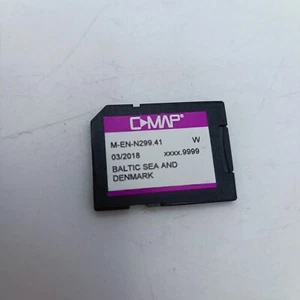 C-MAP®
M-EN-N299.41 W
03/2018 xxxx.9999
BALTIC SEA AND
DENMARK